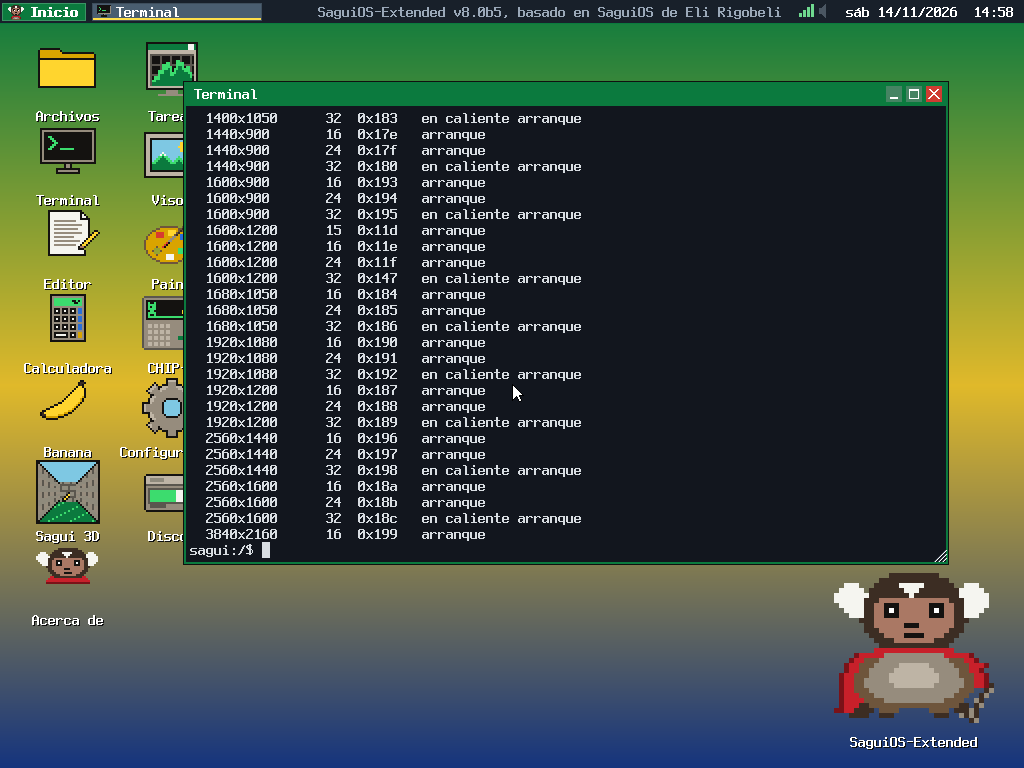 Inicio
Terminal
SaguiOS-Extended v8.0b5, basado en SaguiOS de Eli Rigobeli
sáb 14/11/2026 14:58
Archivos
Terminal
Editor
Calculadora
Banana
Sagui 3D
Acerca de
Tarea
Viso
Pain
CHIP-
Configur
Disco
Terminal
1400x1050 32 0x183 en caliente arranque
1440x900 16 0x17e arranque
1440x900 24 0x17f arranque
1440x900 32 0x180 en caliente arranque
1600x900 16 0x193 arranque
1600x900 24 0x194 arranque
1600x900 32 0x195 en caliente arranque
1600x1200 15 0x11d arranque
1600x1200 16 0x11e arranque
1600x1200 24 0x11f arranque
1600x1200 32 0x147 en caliente arranque
1680x1050 16 0x184 arranque
1680x1050 24 0x185 arranque
1680x1050 32 0x186 en caliente arranque
1920x1080 16 0x190 arranque
1920x1080 24 0x191 arranque
1920x1080 32 0x192 en caliente arranque
1920x1200 16 0x187 arranque
1920x1200 24 0x188 arranque
1920x1200 32 0x189 en caliente arranque
2560x1440 16 0x196 arranque
2560x1440 24 0x197 arranque
2560x1440 32 0x198 en caliente arranque
2560x1600 16 0x18a arranque
2560x1600 24 0x18b arranque
2560x1600 32 0x18c en caliente arranque
3840x2160 16 0x199 arranque
sagui:/$
SaguiOS-Extended